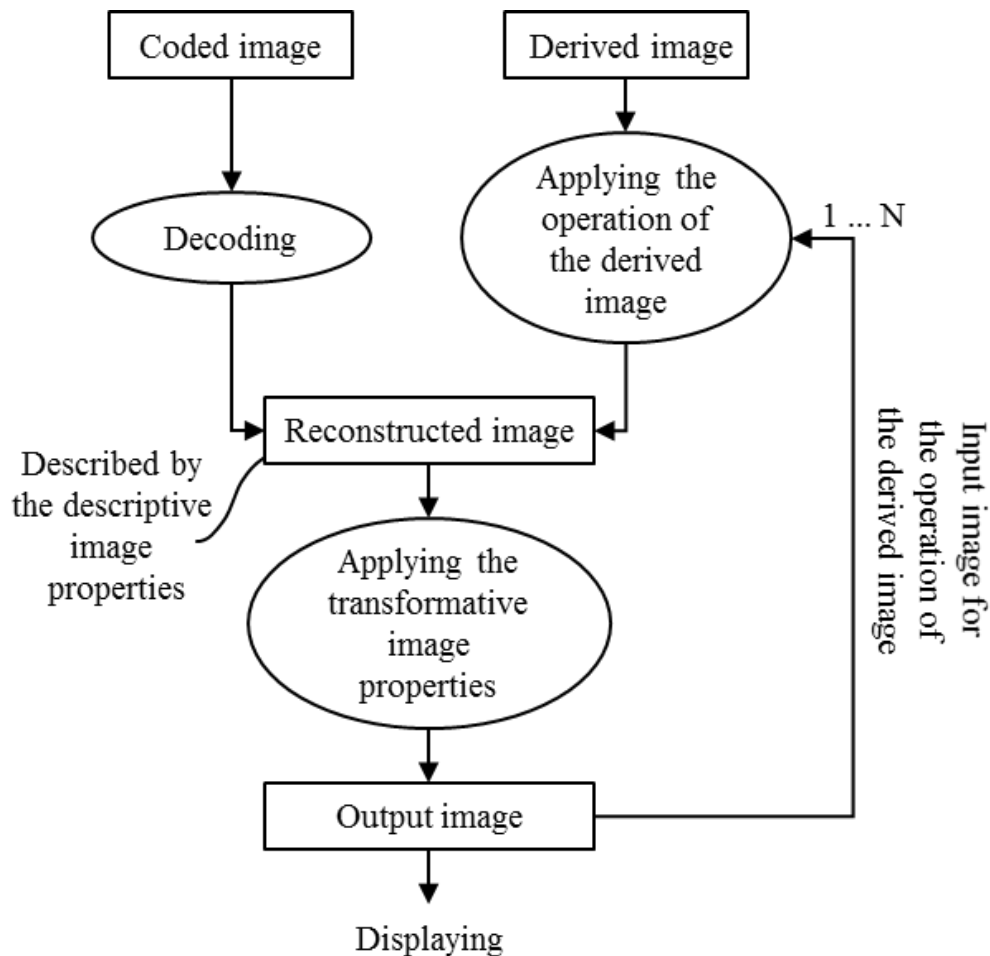 Coded image
Derived image
Applying the
operation of
the derived
image
1 ... N
Decoding
Reconstructed image
Described by
the descriptive
image
properties
Input image for
the operation of
the derived image
Applying the
transformative
image
properties
Output image
Displaying